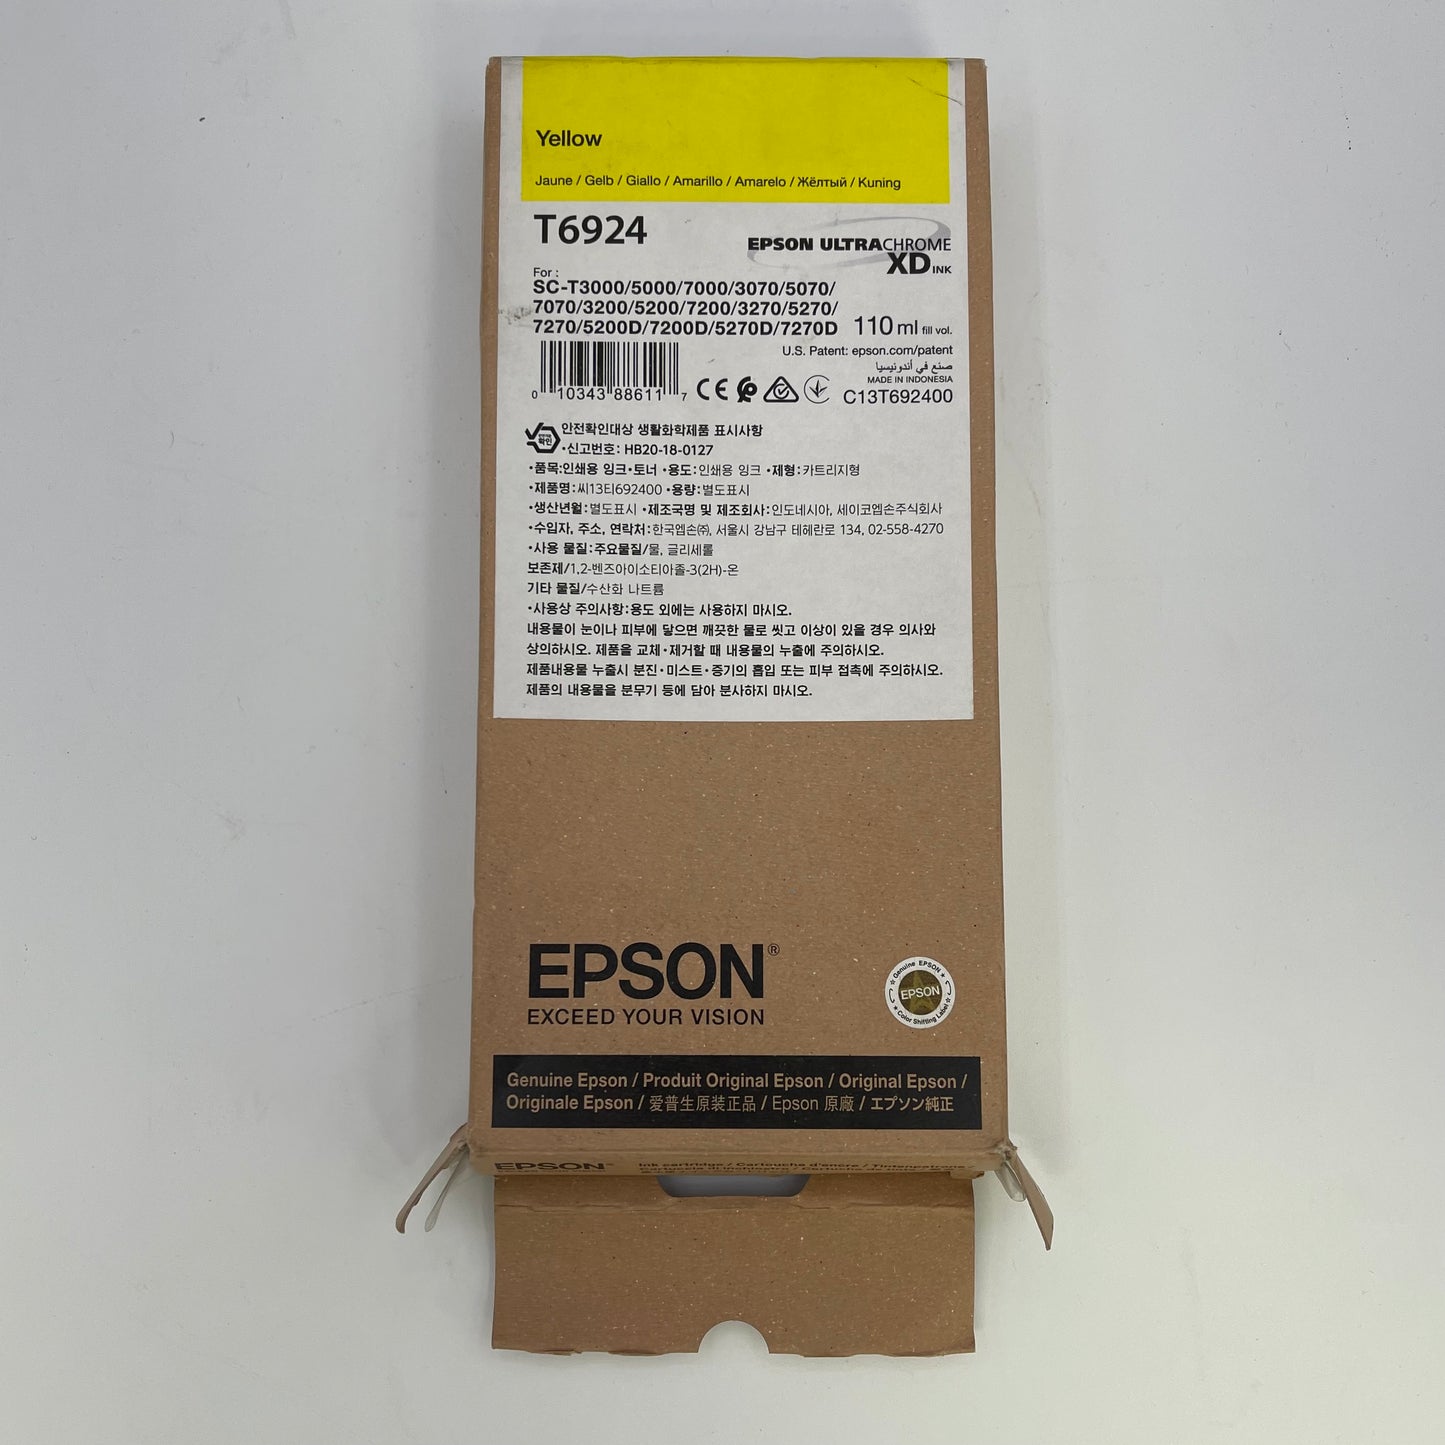 Yellow
Jaune / Gelb / Giallo / Amarillo / Amarelo / Жёлтый / Kuning
T6924
EPSON ULTRACHROME
XD INK
For :
SC-T3000/5000/7000/3070/5070/
7070/3200/5200/7200/3270/5270/
7270/5200D/7200D/5270D/7270D
110 ml fill vol.
U.S. Patent: epson.com/patent
صنع في أندونيسيا
MADE IN INDONESIA
0 10343 88611 7
CE
C13T692400
확인
안전확인대상 생활화학제품 표시사항
•신고번호: HB20-18-0127
•품목:인쇄용 잉크•토너 •용도:인쇄용 잉크 •제형:카트리지형
•제품명:씨13티692400 •용량:별도표시
•생산년월:별도표시 •제조국명 및 제조회사:인도네시아, 세이코엡손주식회사
•수입자, 주소, 연락처:한국엡손㈜, 서울시 강남구 테헤란로 134, 02-558-4270
•사용 물질:주요물질/물, 글리세롤
보존제/1,2-벤즈아이소티아졸-3(2H)-온
기타 물질/수산화 나트륨
•사용상 주의사항:용도 외에는 사용하지 마시오.
내용물이 눈이나 피부에 닿으면 깨끗한 물로 씻고 이상이 있을 경우 의사와
상의하시오. 제품을 교체•제거할 때 내용물의 누출에 주의하시오.
제품내용물 누출시 분진•미스트•증기의 흡입 또는 피부 접촉에 주의하시오.
제품의 내용물을 분무기 등에 담아 분사하지 마시오.
EPSON®
EXCEED YOUR VISION
Genuine EPSON
EPSON
Color Shifting Label
Genuine Epson / Produit Original Epson / Original Epson /
Originale Epson / 爱普生原装正品 / Epson 原廠 / エプソン純正
EPSON
Ink cartridge / Cartouche d'encre / Tintenpatrone /